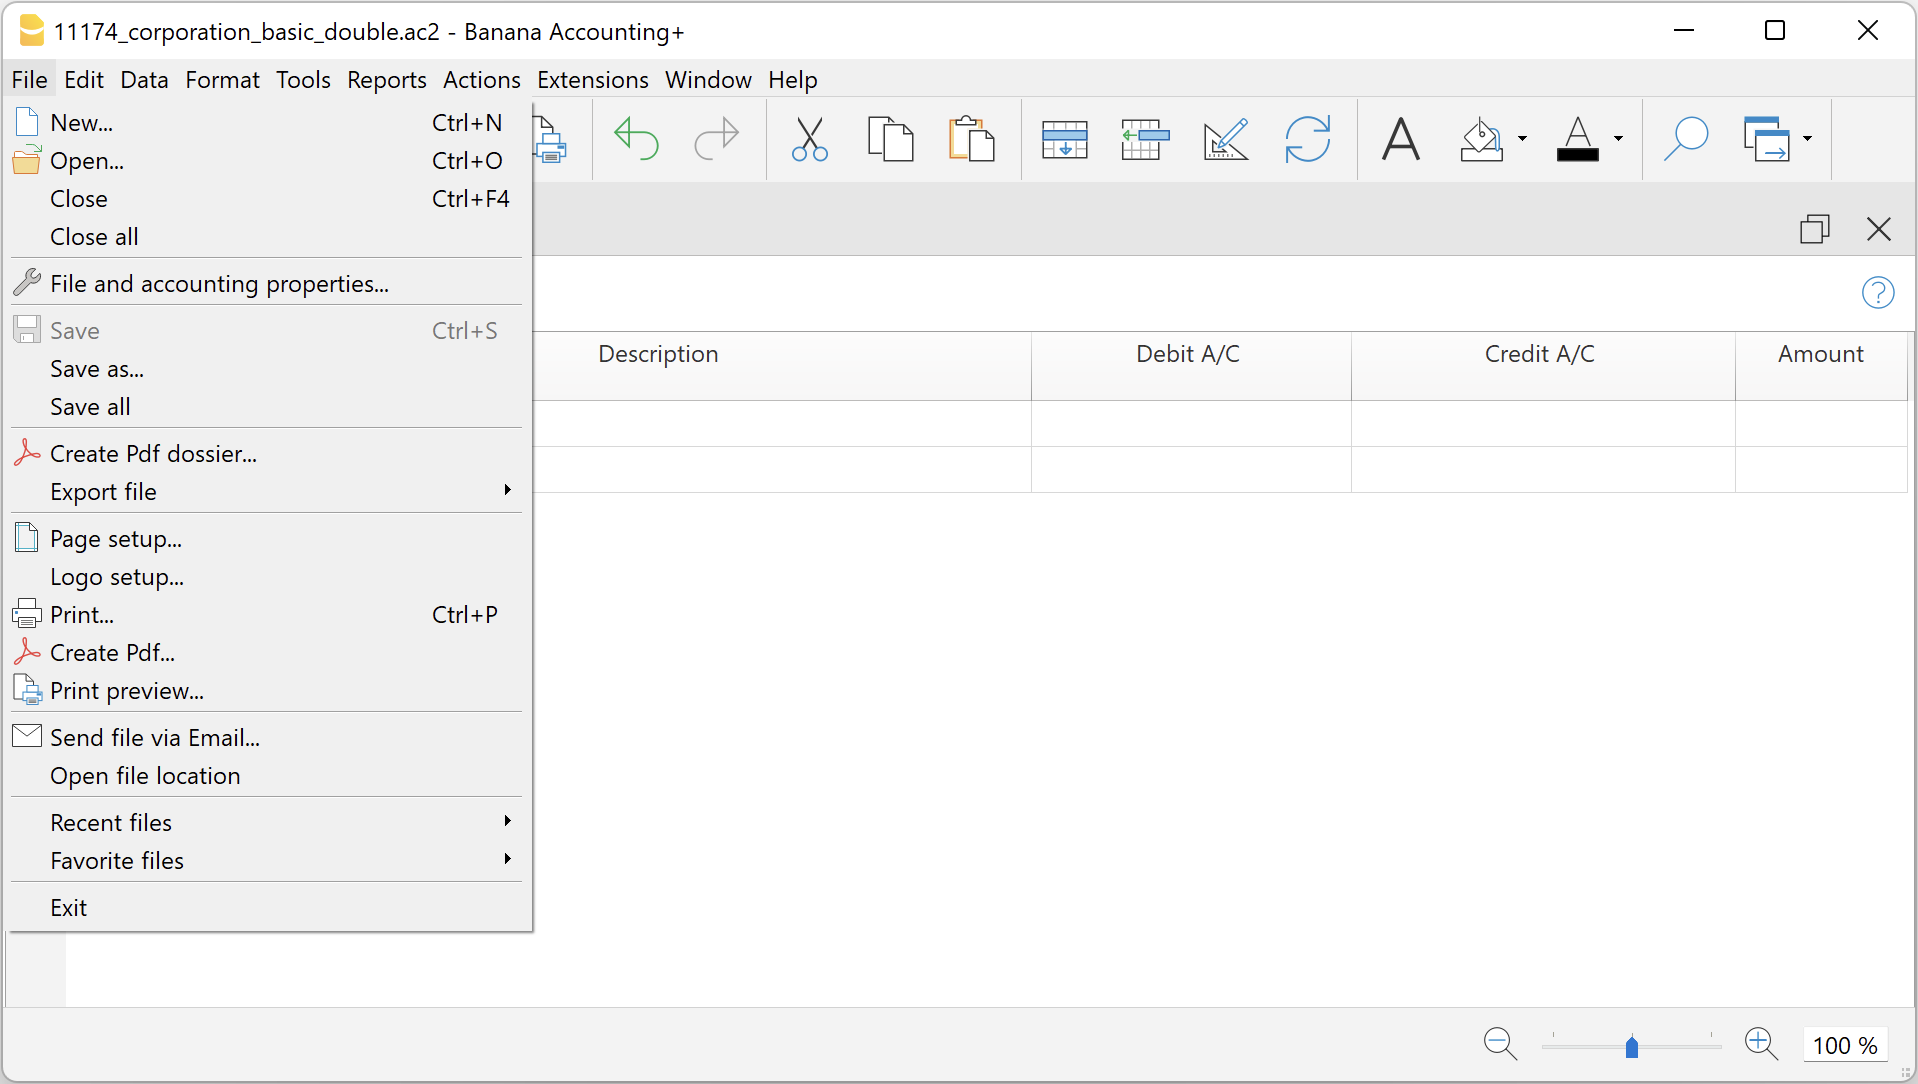 11174_corporation_basic_double.ac2 - Banana Accounting+
File Edit Data Format Tools Reports Actions Extensions Window Help
New... Ctrl+N
Open... Ctrl+O
Close Ctrl+F4
Close all
File and accounting properties...
Save Ctrl+S
Save as...
Save all
Create Pdf dossier...
Export file
Page setup...
Logo setup...
Print... Ctrl+P
Create Pdf...
Print preview...
Send file via Email...
Open file location
Recent files
Favorite files
Exit
Description Debit A/C Credit A/C Amount
100 %